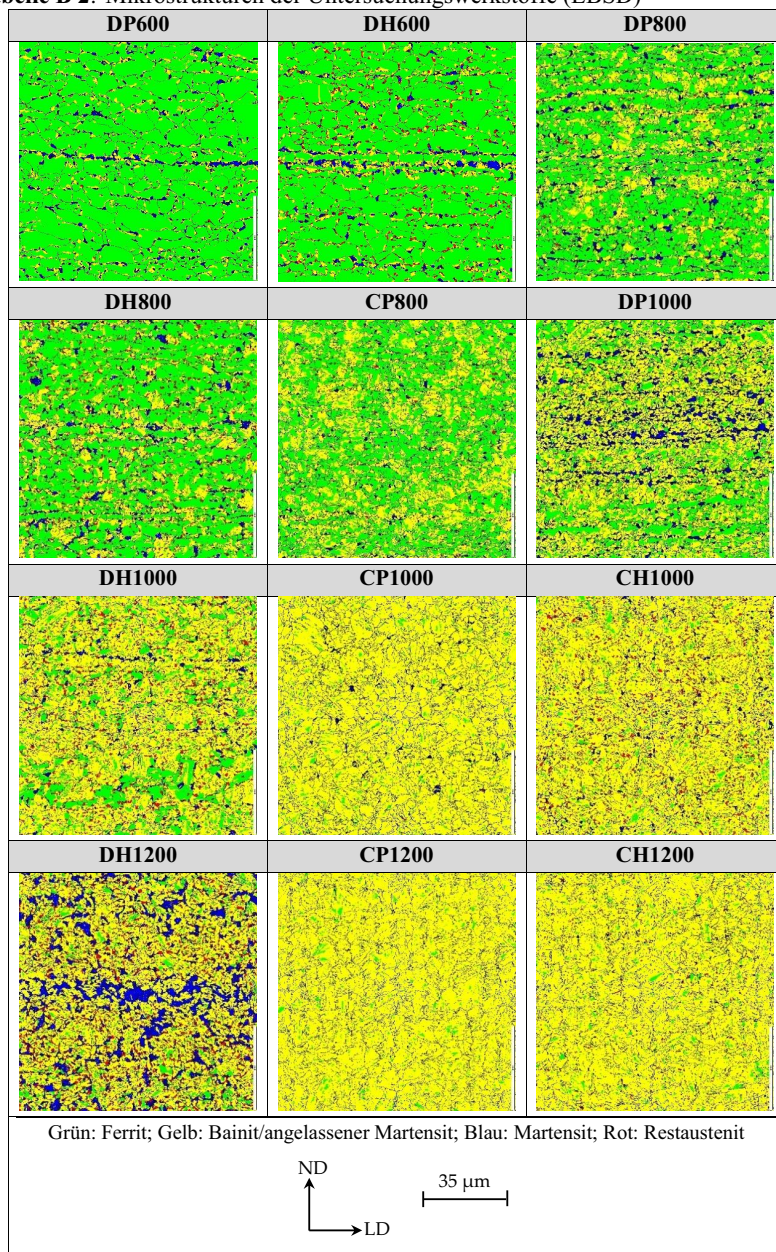 B 2: Mikrostrukturen der Untersuchungswerkstoffe (EBSD)
DP600 DH600 DP800
DH800 CP800 DP1000
DH1000 CP1000 CH1000
DH1200 CP1200 CH1200
Grün: Ferrit; Gelb: Bainit/angelassener Martensit; Blau: Martensit; Rot: Restaustenit
ND
35 µm
LD